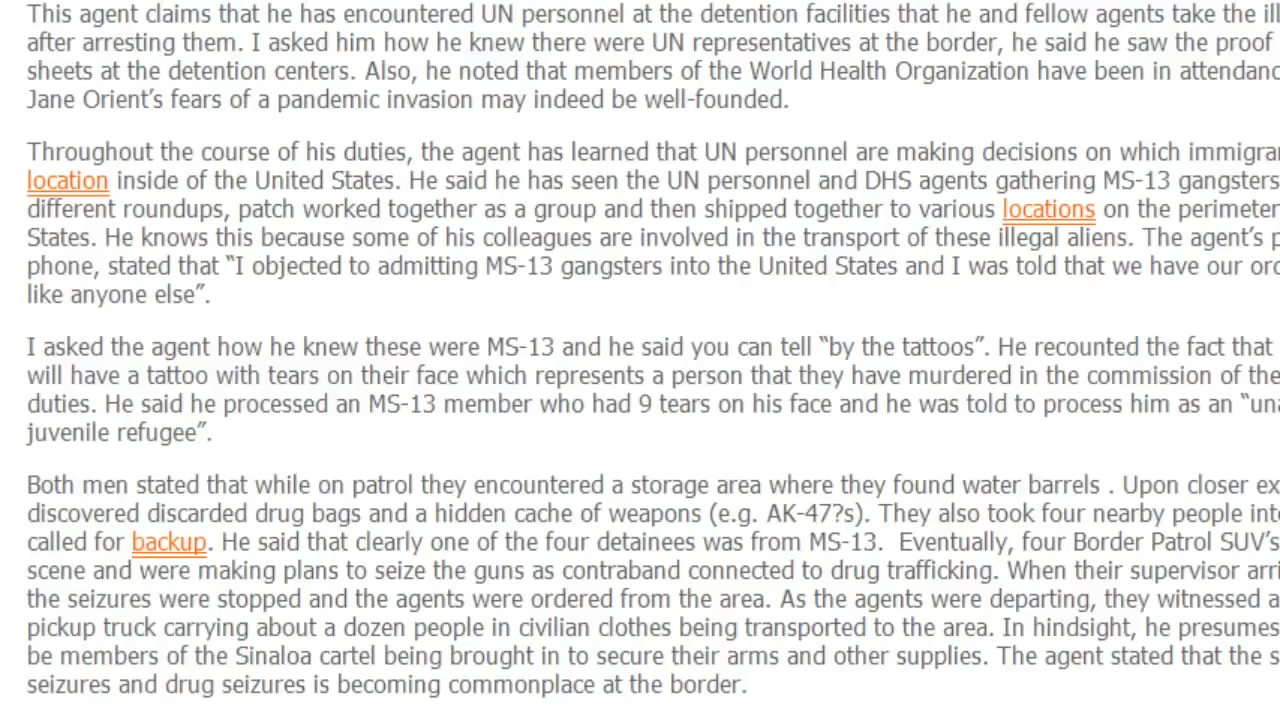 This agent claims that he has encountered UN personnel at the detention facilities that he and fellow agents take the ill
after arresting them. I asked him how he knew there were UN representatives at the border, he said he saw the proof
sheets at the detention centers. Also, he noted that members of the World Health Organization have been in attendanc
Jane Orient’s fears of a pandemic invasion may indeed be well-founded.
Throughout the course of his duties, the agent has learned that UN personnel are making decisions on which immigra
location inside of the United States. He said he has seen the UN personnel and DHS agents gathering MS-13 gangsters
different roundups, patch worked together as a group and then shipped together to various locations on the perimeter
States. He knows this because some of his colleagues are involved in the transport of these illegal aliens. The agent’s p
phone, stated that “I objected to admitting MS-13 gangsters into the United States and I was told that we have our ord
like anyone else”.
I asked the agent how he knew these were MS-13 and he said you can tell “by the tattoos”. He recounted the fact that
will have a tattoo with tears on their face which represents a person that they have murdered in the commission of the
duties. He said he processed an MS-13 member who had 9 tears on his face and he was told to process him as an “una
juvenile refugee”.
Both men stated that while on patrol they encountered a storage area where they found water barrels . Upon closer ex
discovered discarded drug bags and a hidden cache of weapons (e.g. AK-47?s). They also took four nearby people int
called for backup. He said that clearly one of the four detainees was from MS-13.  Eventually, four Border Patrol SUV’s
scene and were making plans to seize the guns as contraband connected to drug trafficking. When their supervisor arri
the seizures were stopped and the agents were ordered from the area. As the agents were departing, they witnessed a
pickup truck carrying about a dozen people in civilian clothes being transported to the area. In hindsight, he presumes
be members of the Sinaloa cartel being brought in to secure their arms and other supplies. The agent stated that the s
seizures and drug seizures is becoming commonplace at the border.